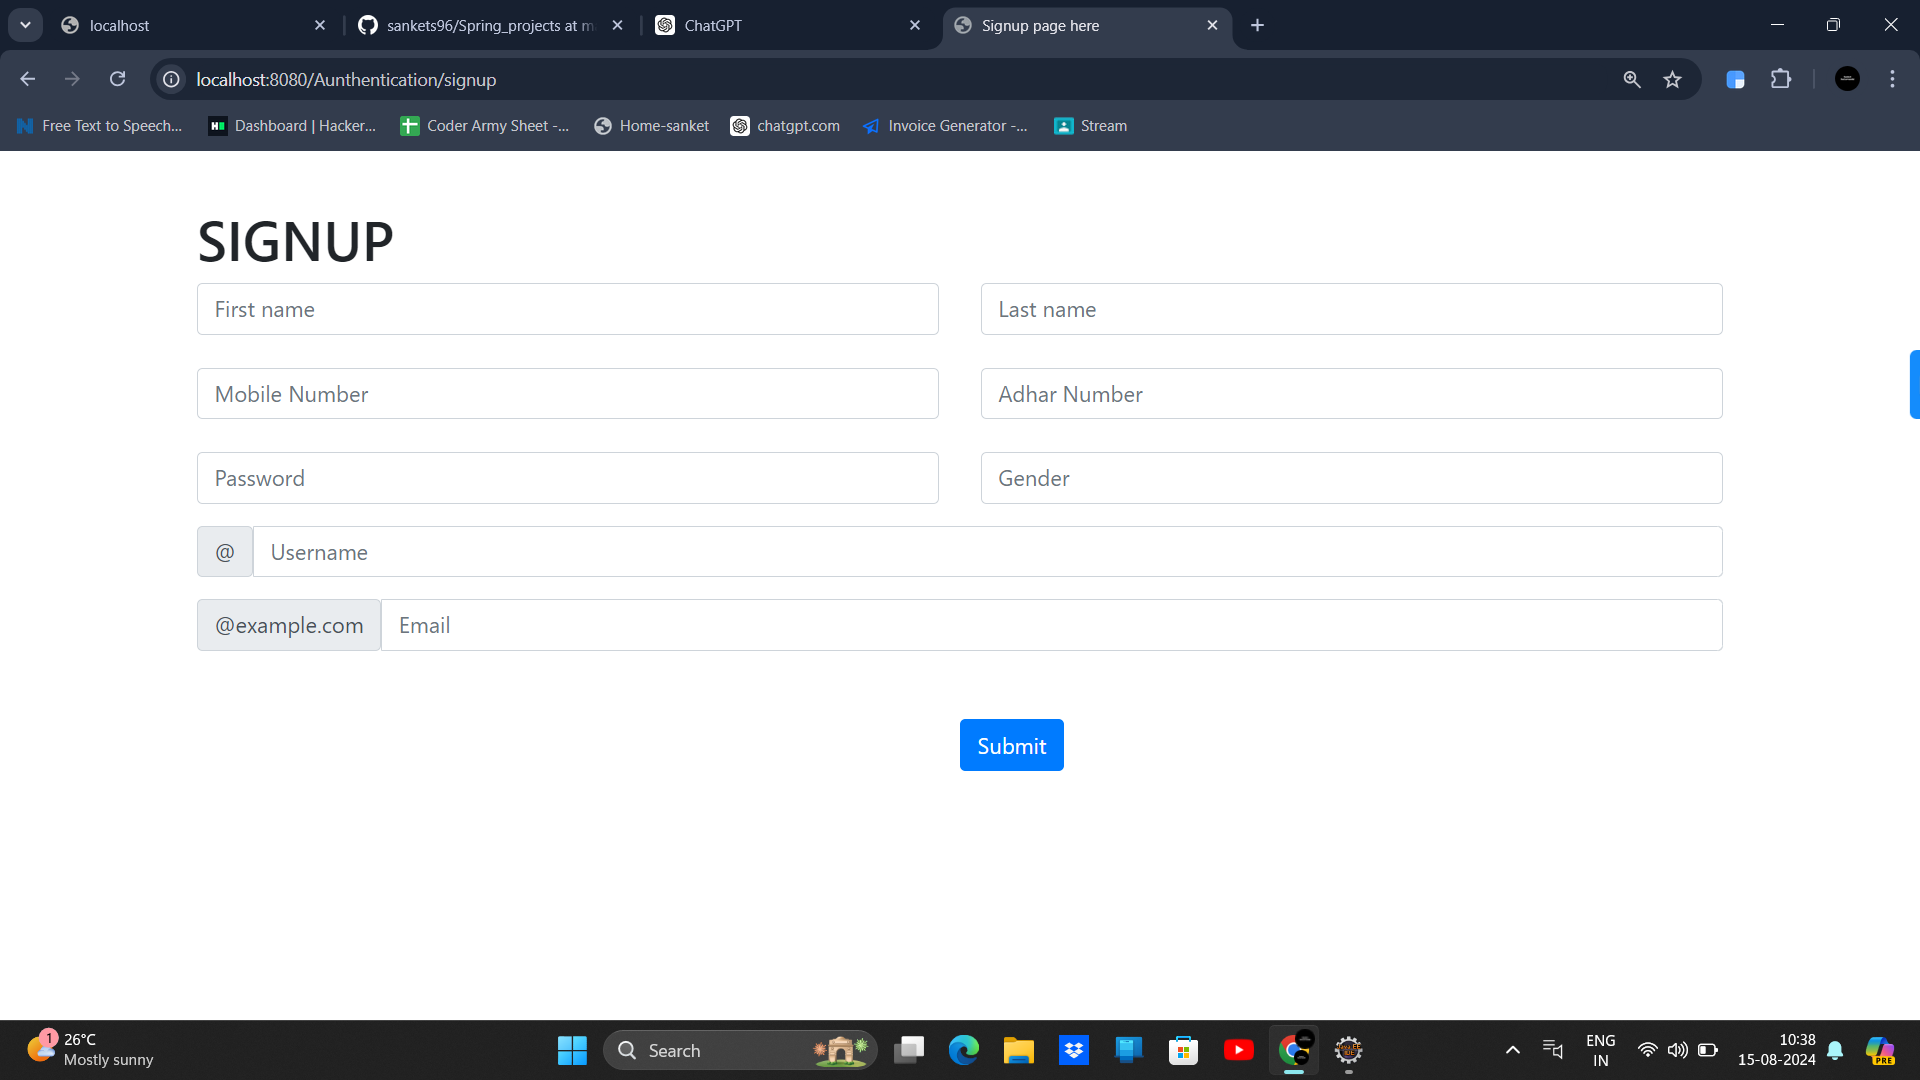 localhost
sankets96/Spring_projects at m
ChatGPT
Signup page here
localhost:8080/Aunthentication/signup
Free Text to Speech...
Dashboard | Hacker...
Coder Army Sheet -...
Home-sanket
chatgpt.com
Invoice Generator -...
Stream
SIGNUP
First name
Last name
Mobile Number
Adhar Number
Password
Gender
@
Username
@example.com
Email
Submit
1
26°C
Mostly sunny
Search
ENG
IN
10:38
15-08-2024
PRE